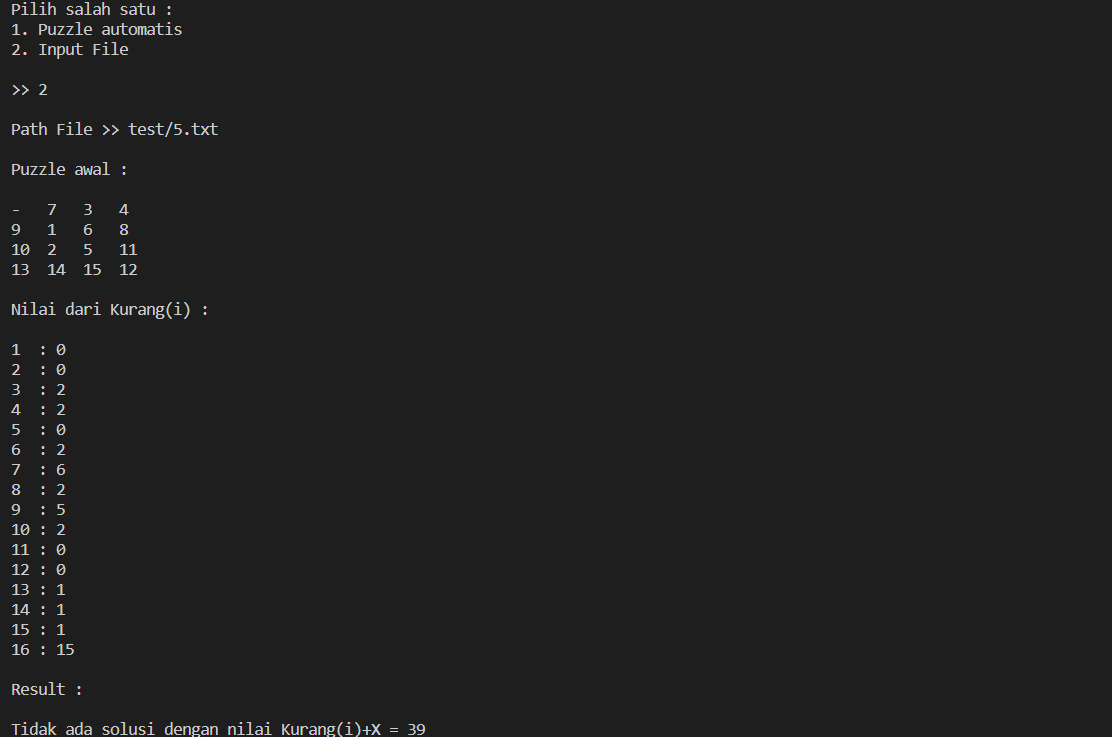 Pilih salah satu :
1. Puzzle automatis
2. Input File
>> 2
Path File >> test/5.txt
Puzzle awal :
- 7 3 4
9 1 6 8
10 2 5 11
13 14 15 12
Nilai dari Kurang(i) :
1 : 0
2 : 0
3 : 2
4 : 2
5 : 0
6 : 2
7 : 6
8 : 2
9 : 5
10 : 2
11 : 0
12 : 0
13 : 1
14 : 1
15 : 1
16 : 15
Result :
Tidak ada solusi dengan nilai Kurang(i)+X = 39